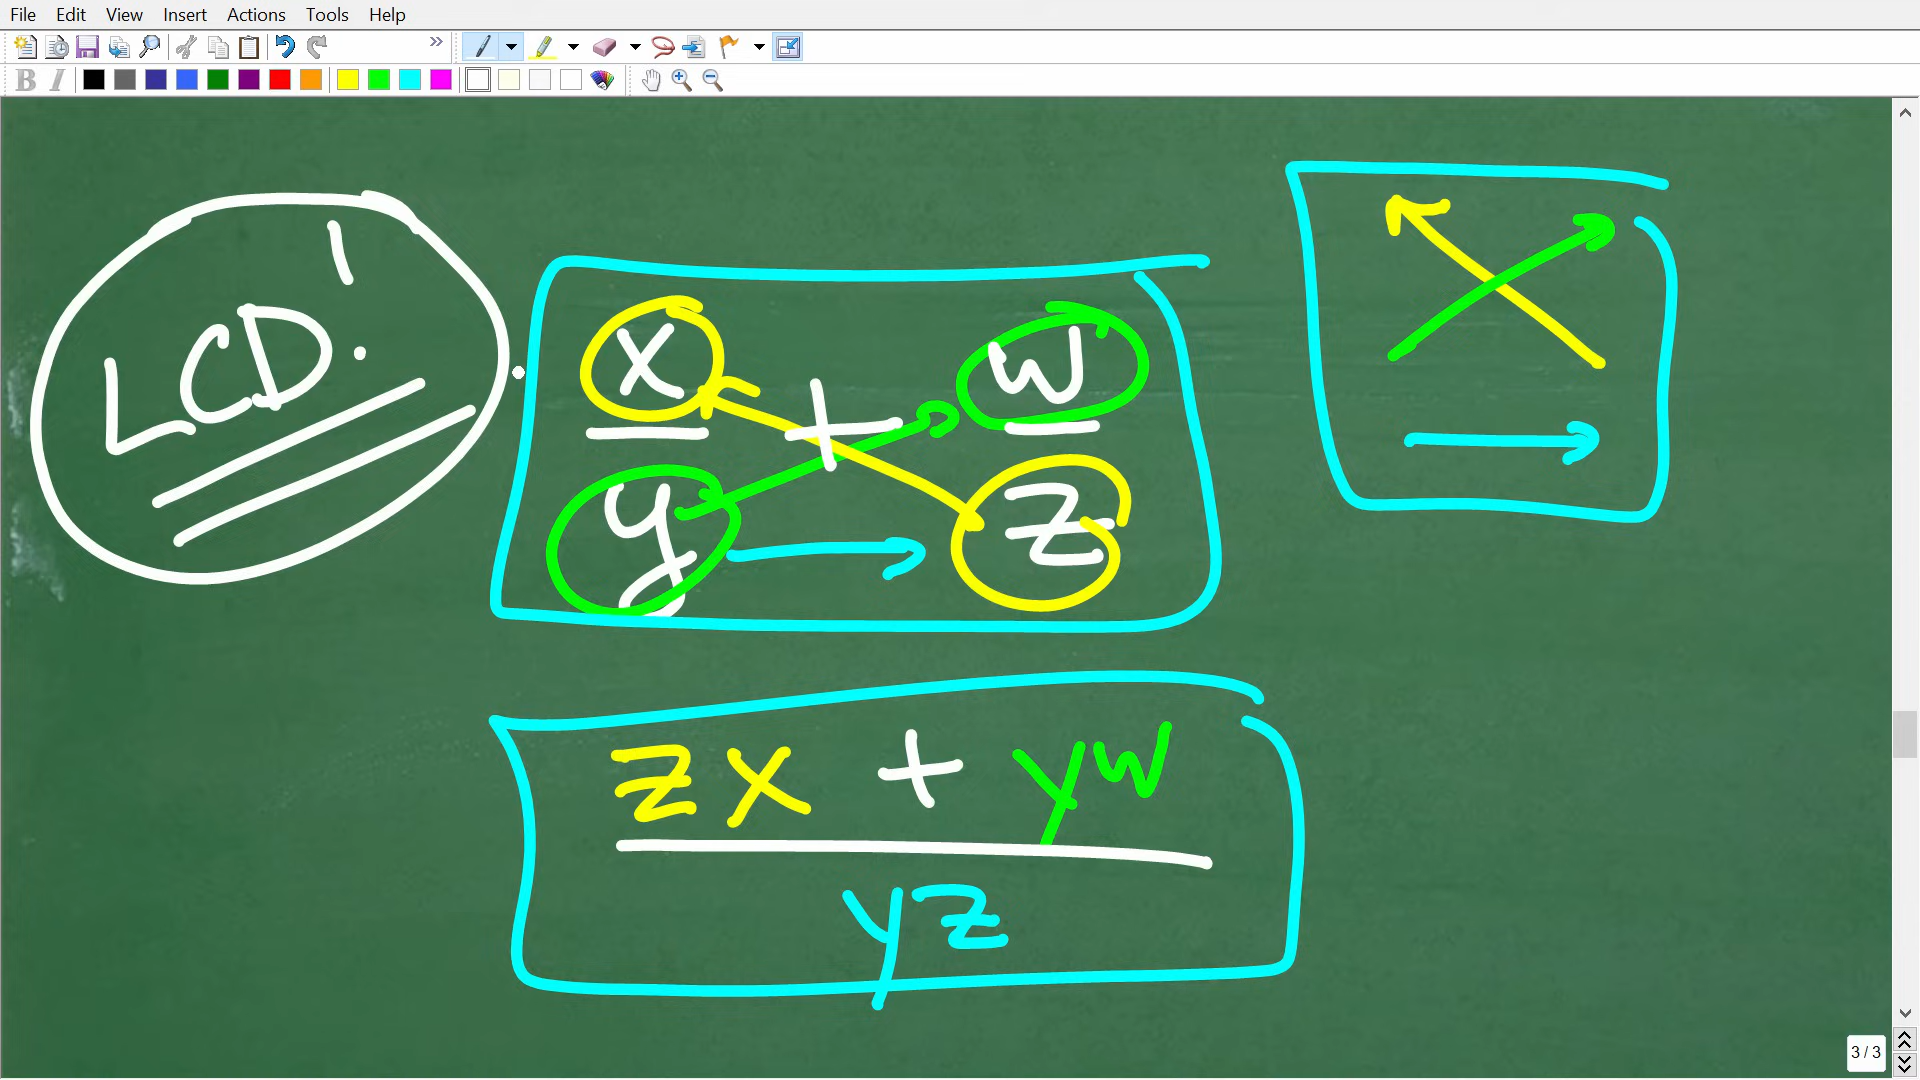 File Edit View Insert Actions Tools Help
B I
LCD.
x + w
y z
zx + yw
yz
3 / 3